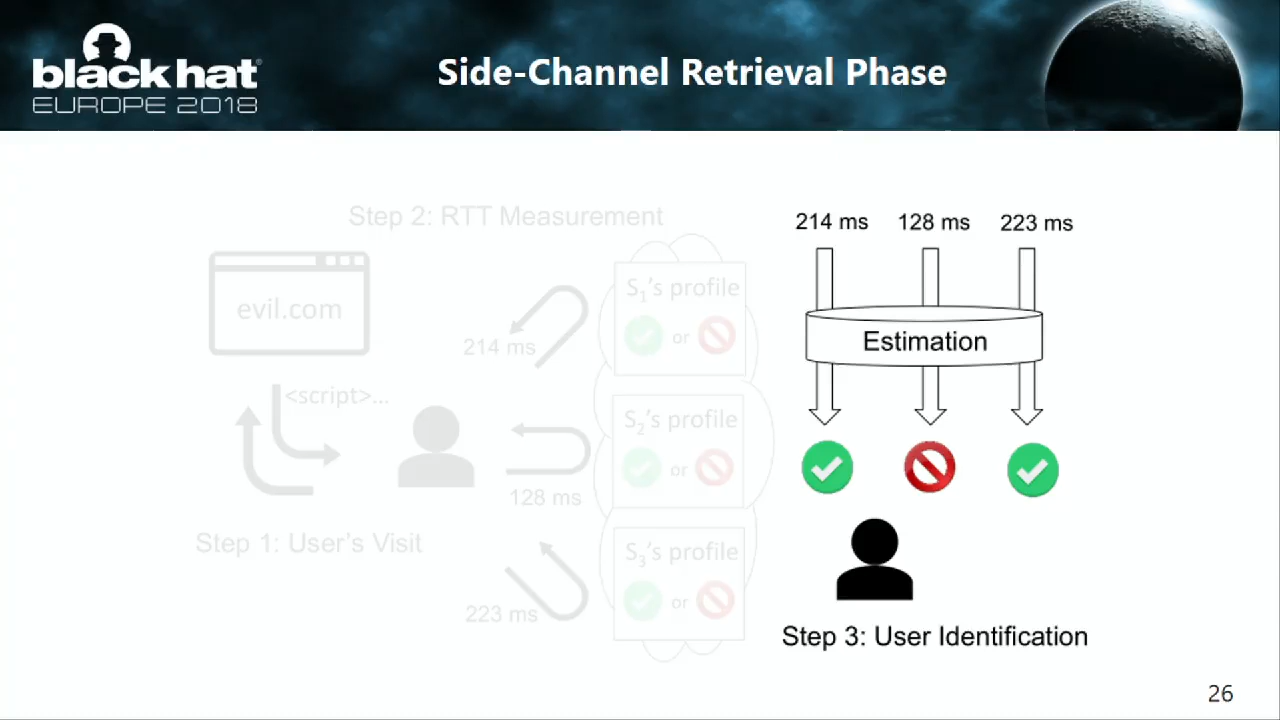 black hat®
EUROPE 2018
Side-Channel Retrieval Phase
Step 2: RTT Measurement
evil.com
<script>...
Step 1: User's Visit
214 ms
128 ms
223 ms
S₁'s profile
or
S₂'s profile
or
S₃'s profile
or
214 ms 128 ms 223 ms
Estimation
Step 3: User Identification
26